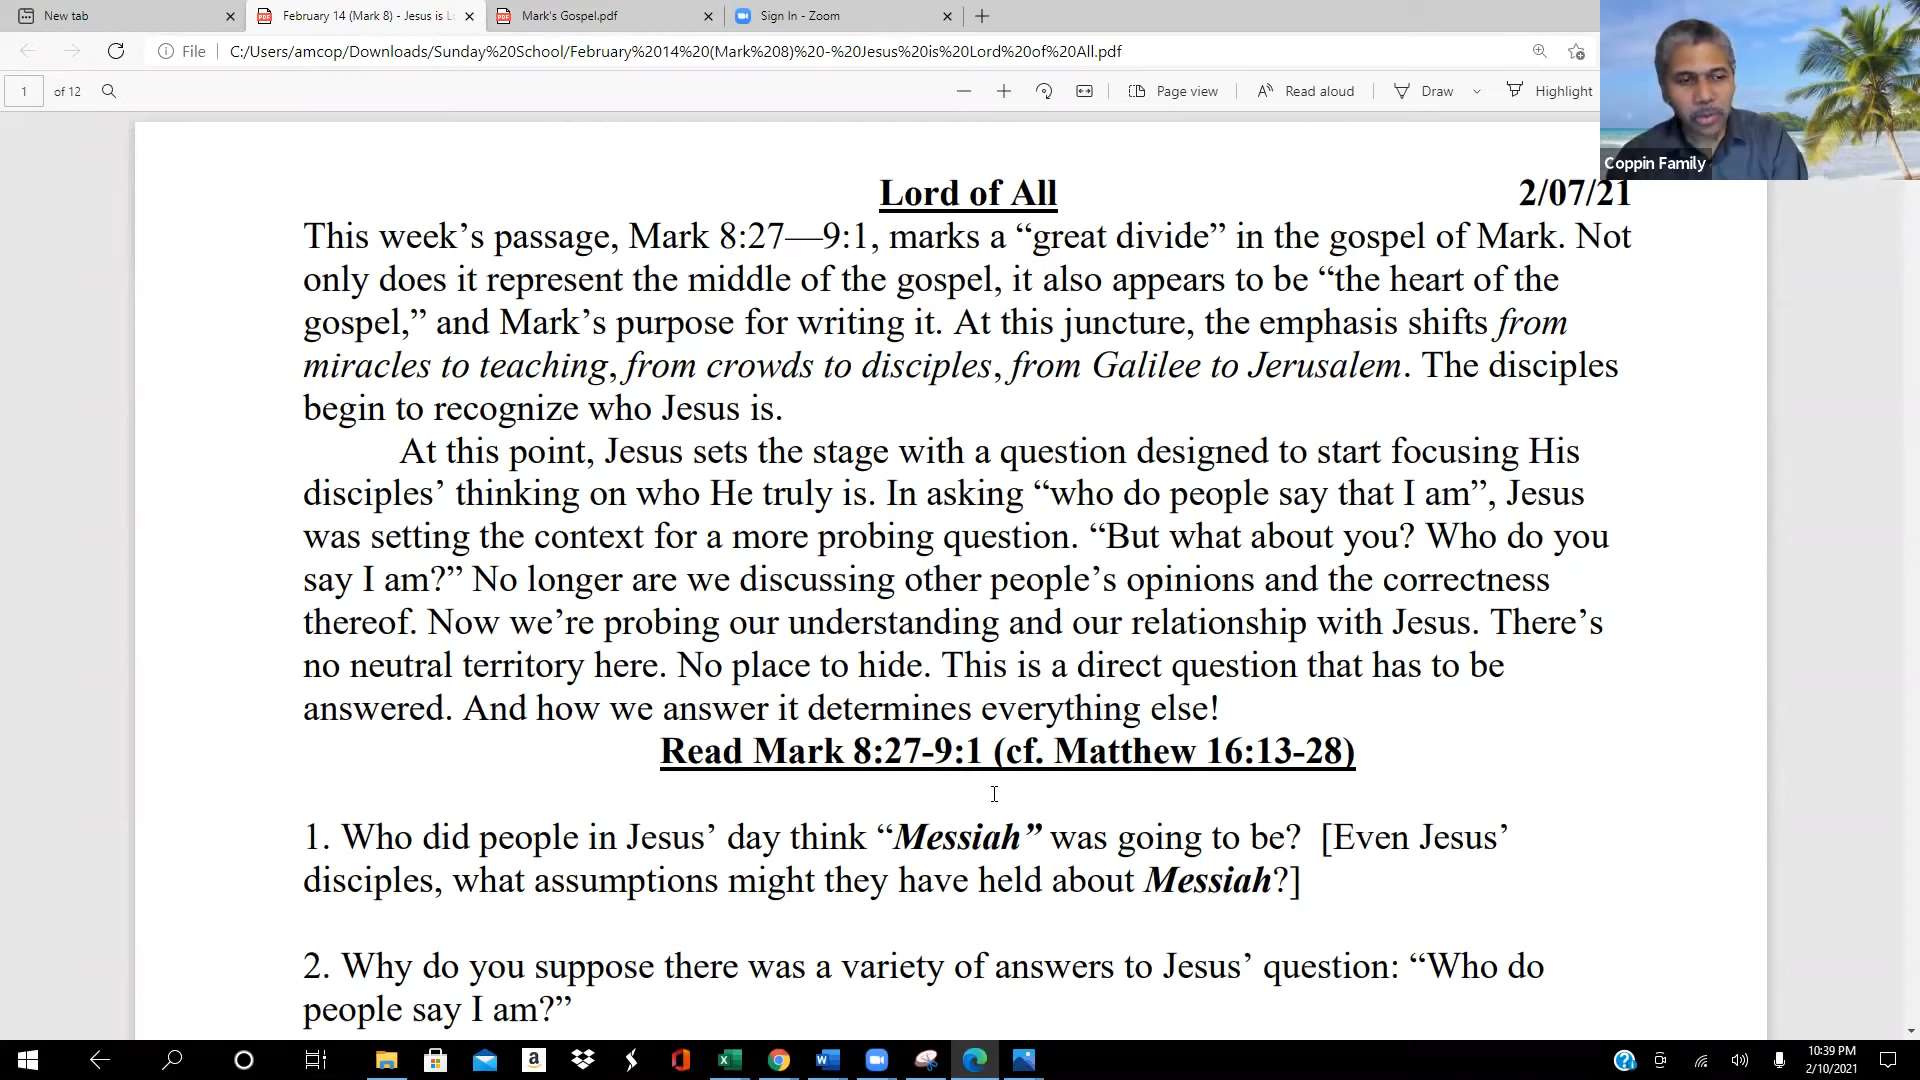 New tab
February 14 (Mark 8) - Jesus is Lo
Mark's Gospel.pdf
Sign In - Zoom
File
C:/Users/amcop/Downloads/Sunday%20School/February%2014%20(Mark%208)%20-%20Jesus%20is%20Lord%20of%20All.pdf
1 of 12
Page view
Read aloud
Draw
Highlight
Coppin Family
Lord of All 2/07/21
This week’s passage, Mark 8:27—9:1, marks a “great divide” in the gospel of Mark. Not
only does it represent the middle of the gospel, it also appears to be “the heart of the
gospel,” and Mark’s purpose for writing it. At this juncture, the emphasis shifts from
miracles to teaching, from crowds to disciples, from Galilee to Jerusalem. The disciples
begin to recognize who Jesus is.
At this point, Jesus sets the stage with a question designed to start focusing His
disciples’ thinking on who He truly is. In asking “who do people say that I am”, Jesus
was setting the context for a more probing question. “But what about you? Who do you
say I am?” No longer are we discussing other people’s opinions and the correctness
thereof. Now we’re probing our understanding and our relationship with Jesus. There’s
no neutral territory here. No place to hide. This is a direct question that has to be
answered. And how we answer it determines everything else!
Read Mark 8:27-9:1 (cf. Matthew 16:13-28)
1. Who did people in Jesus’ day think “Messiah” was going to be? [Even Jesus’
disciples, what assumptions might they have held about Messiah?]
2. Why do you suppose there was a variety of answers to Jesus’ question: “Who do
people say I am?”
10:39 PM
2/10/2021